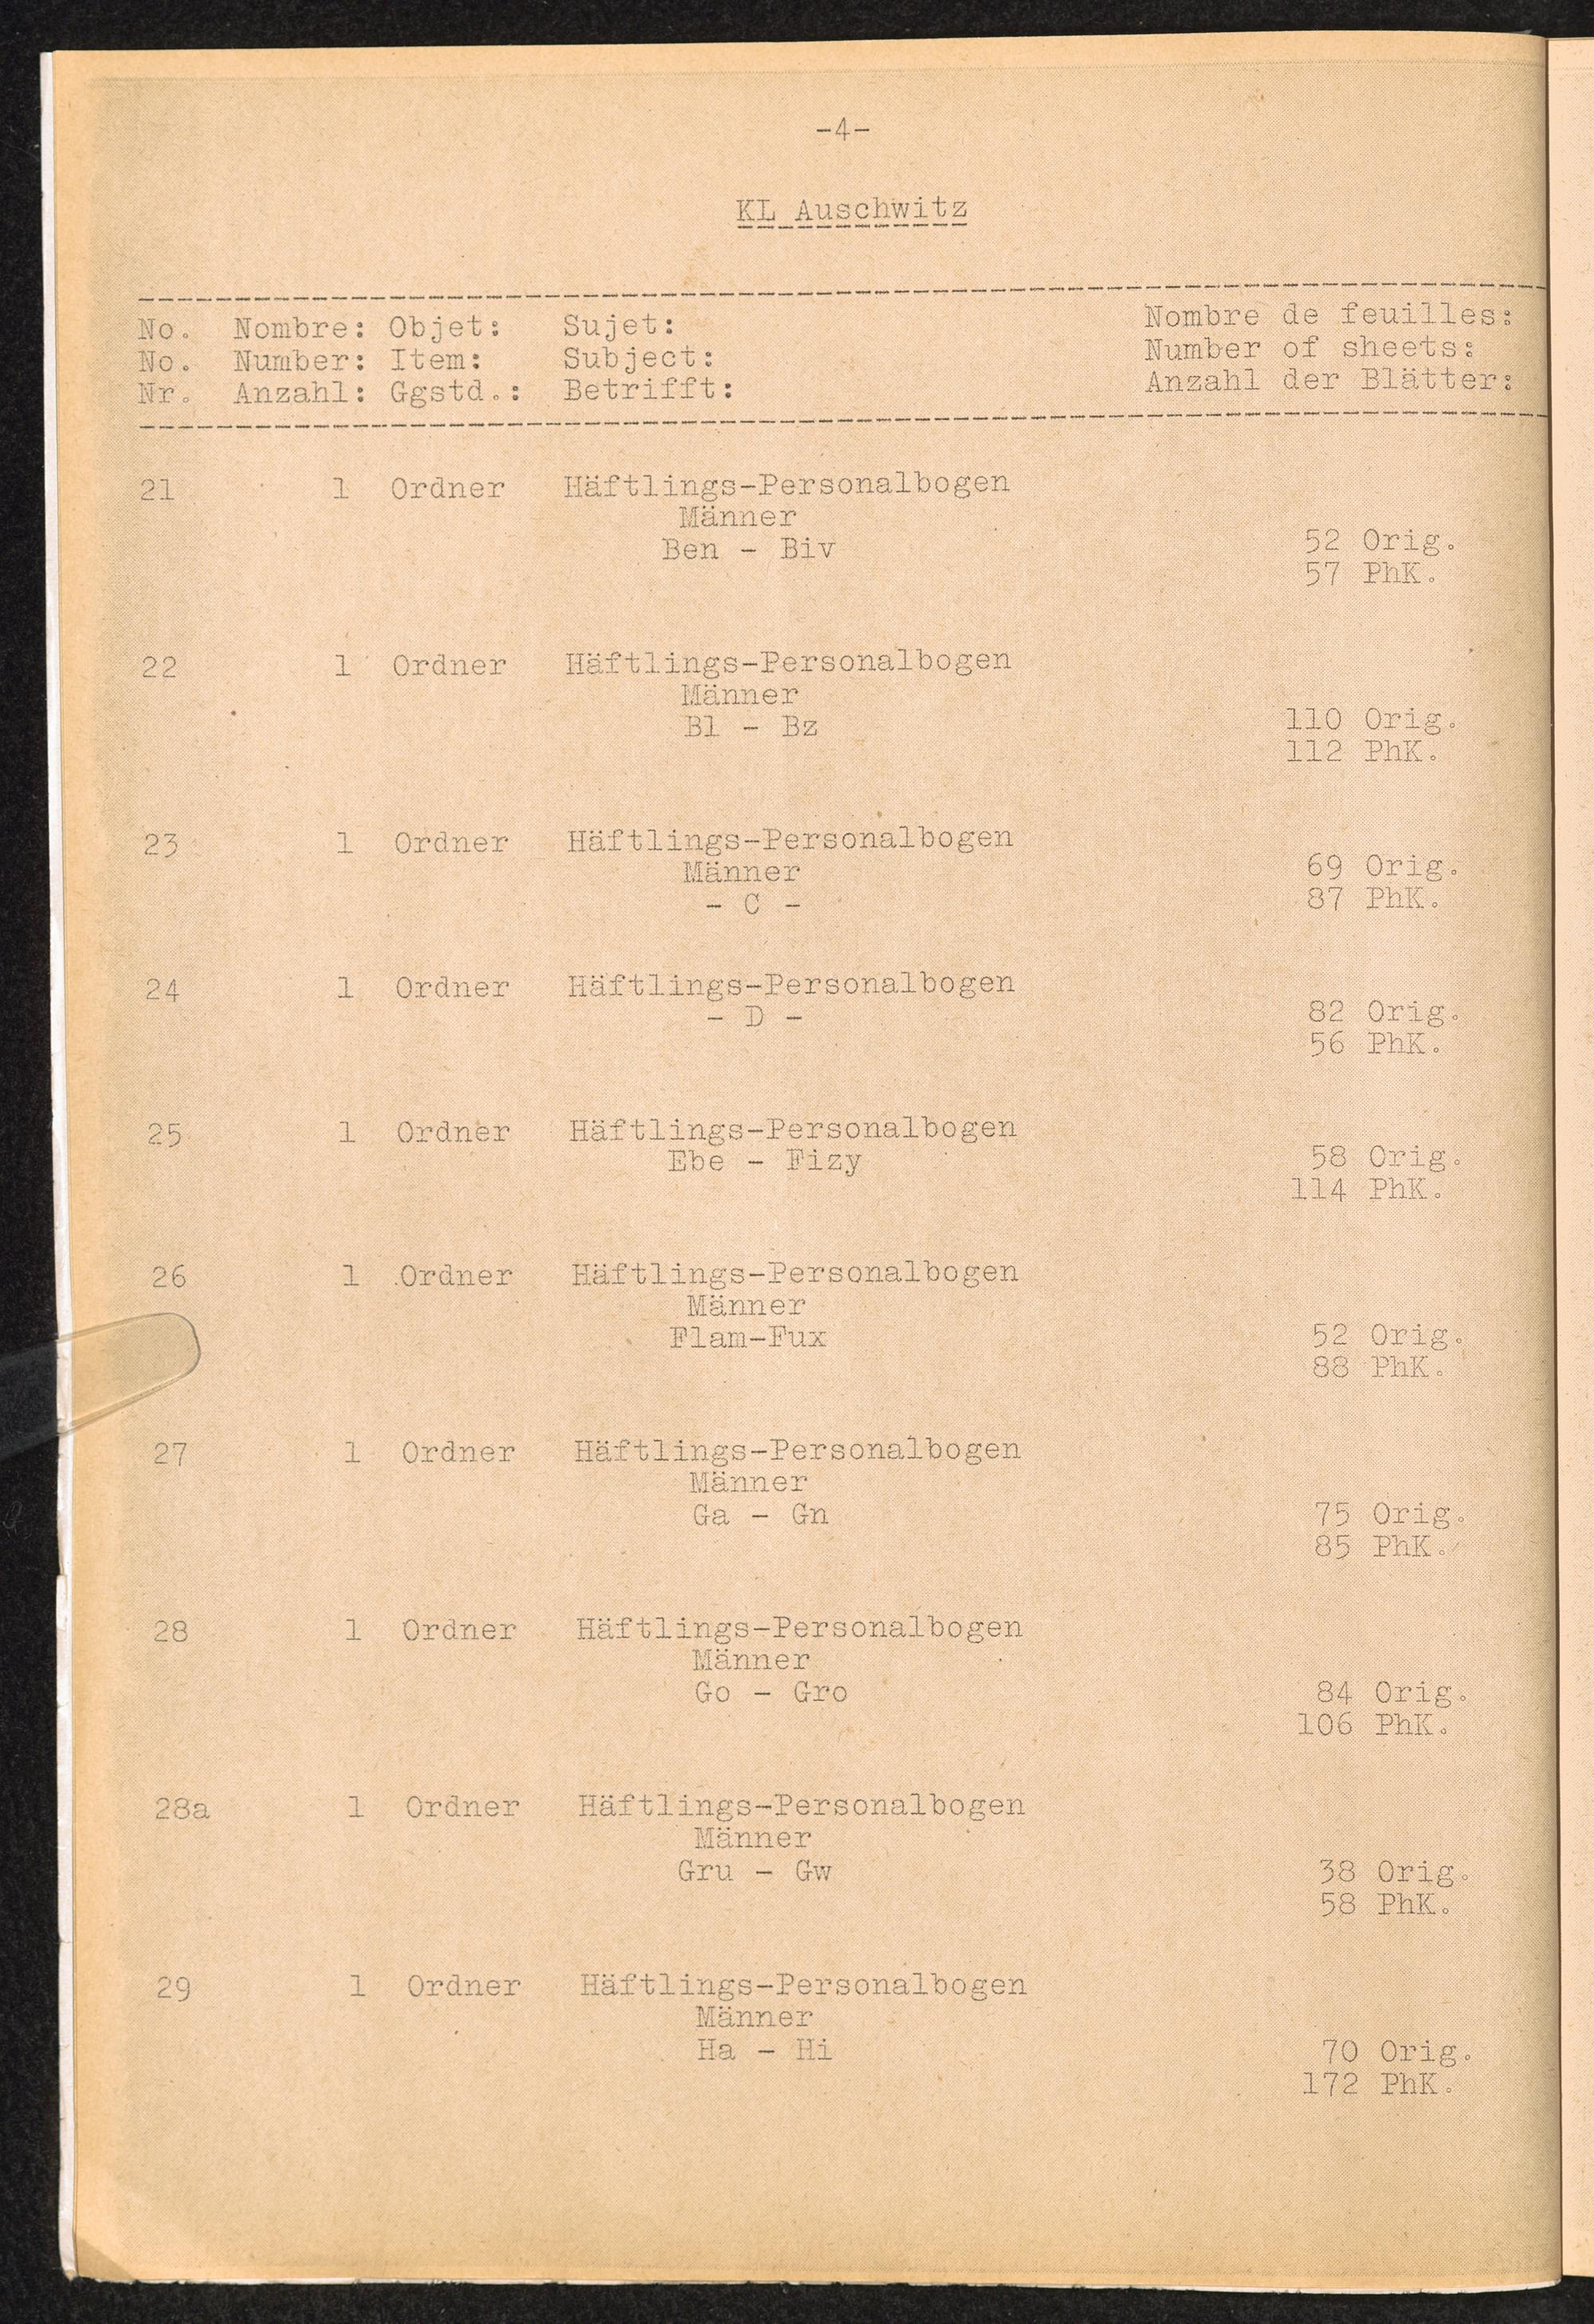 -4-
KL Auschwitz
No. Nombre: Objet: Sujet: Nombre de feuilles:
No. Number: Item: Subject: Number of sheets:
Nr. Anzahl: Ggstd.: Betrifft: Anzahl der Blätter:
21 1 Ordner Häftlings-Personalbogen
Männer
Ben - Biv 52 Orig.
57 PhK.
22 1 Ordner Häftlings-Personalbogen
Männer
Bl - Bz 110 Orig.
112 PhK.
23 1 Ordner Häftlings-Personalbogen
Männer 69 Orig.
- C - 87 PhK.
24 1 Ordner Häftlings-Personalbogen
- D - 82 Orig.
56 PhK.
25 1 Ordner Häftlings-Personalbogen
Ebe - Fizy 58 Orig.
114 PhK.
26 1 Ordner Häftlings-Personalbogen
Männer
Flam-Fux 52 Orig.
88 PhK.
27 1 Ordner Häftlings-Personalbogen
Männer
Ga - Gn 75 Orig.
85 PhK.
28 1 Ordner Häftlings-Personalbogen
Männer
Go - Gro 84 Orig.
106 PhK.
28a 1 Ordner Häftlings-Personalbogen
Männer
Gru - Gw 38 Orig.
58 PhK.
29 1 Ordner Häftlings-Personalbogen
Männer
Ha - Hi 70 Orig.
172 PhK.